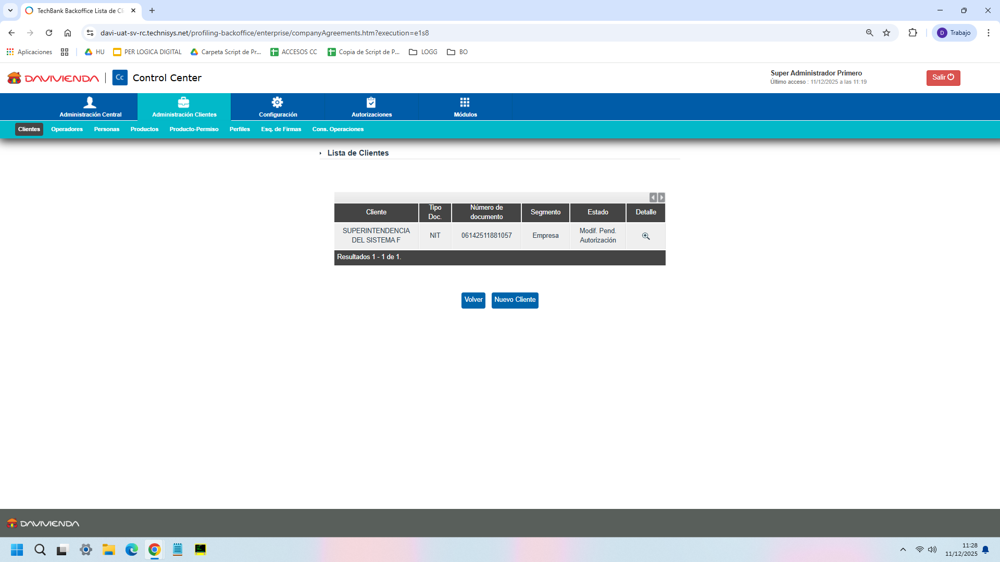 TechBank Backoffice Lista de Cli
davi-uat-sv-rc.technisys.net/profiling-backoffice/enterprise/companyAgreements.htm?execution=e1s8
D Trabajo
Aplicaciones HU PER LOGICA DIGITAL Carpeta Script de Pr... ACCESOS CC Copia de Script de P... LOGG BO
DAVIVIENDA Cc Control Center
Super Administrador Primero
Último acceso : 11/12/2025 a las 11:19
Salir
Administración Central Administración Clientes Configuración Autorizaciones Módulos
Clientes Operadores Personas Productos Producto-Permiso Perfiles Esq. de Firmas Cons. Operaciones
Lista de Clientes
Cliente Tipo Doc. Número de documento Segmento Estado Detalle
SUPERINTENDENCIA DEL SISTEMA F NIT 06142511881057 Empresa Modif. Pend. Autorización
Resultados 1 - 1 de 1.
Volver Nuevo Cliente
DAVIVIENDA
11:28
11/12/2025